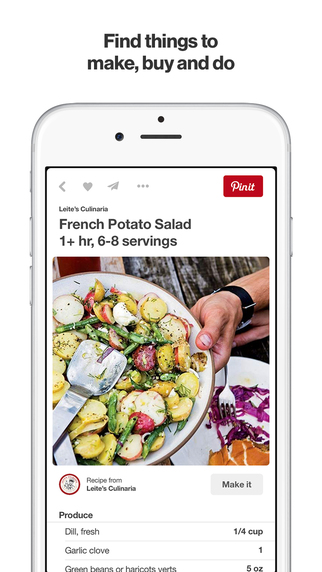 Find things to
make, buy and do
Pinit
Leite's Culinaria
French Potato Salad
1+ hr, 6-8 servings
Recipe from
Leite's Culinaria
Make it
Produce
Dill, fresh 1/4 cup
Garlic clove 1
Green beans or haricots verts 5 oz